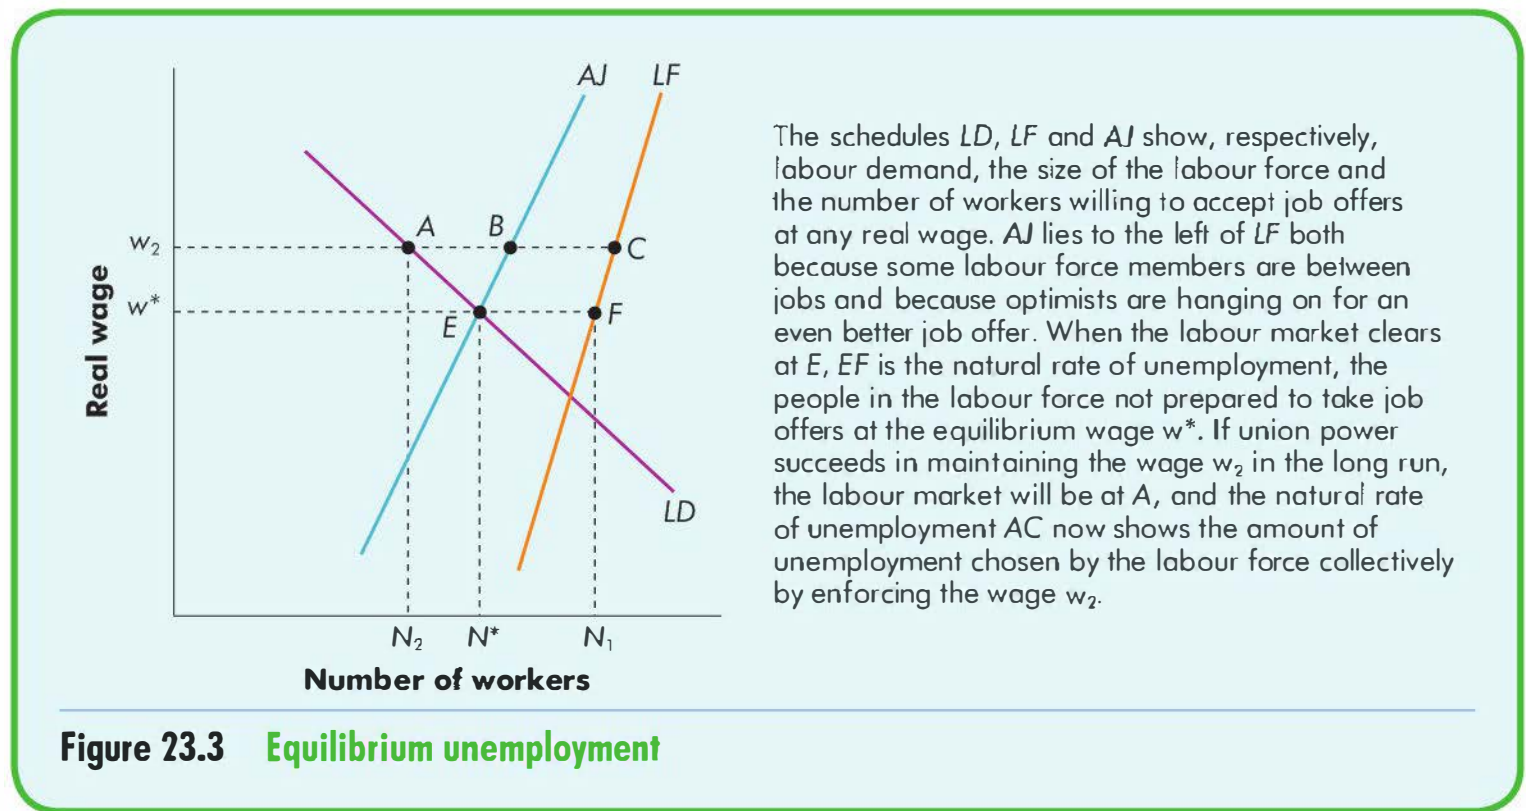 AJ LF
The schedules LD, LF and AJ show, respectively,
labour demand, the size of the labour force and
the number of workers willing to accept job offers
at any real wage. AJ lies to the left of LF both
because some labour force members are between
jobs and because optimists are hanging on for an
even better job offer. When the labour market clears
at E, EF is the natural rate of unemployment, the
people in the labour force not prepared to take job
offers at the equilibrium wage w*. If union power
succeeds in maintaining the wage w₂ in the long run,
the labour market will be at A, and the natural rate
of unemployment AC now shows the amount of
unemployment chosen by the labour force collectively
by enforcing the wage w₂.
Real wage
w₂
A B C
w*
E F
LD
N₂ N* N₁
Number of workers
Figure 23.3 Equilibrium unemployment